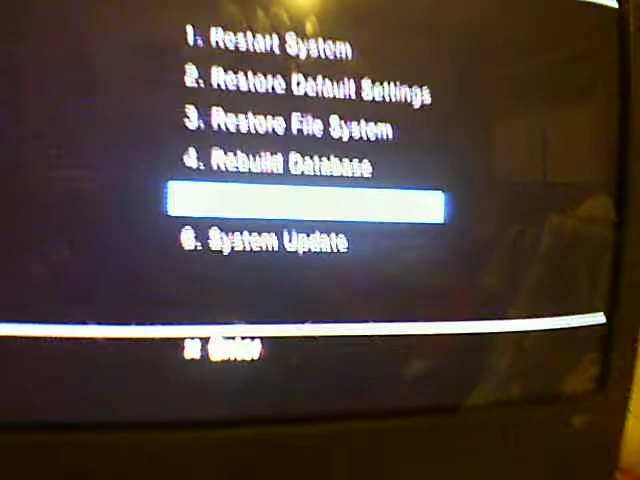 1. Restart System
2. Restore Default Settings
3. Restore File System
4. Rebuild Database
6. System Update
Enter